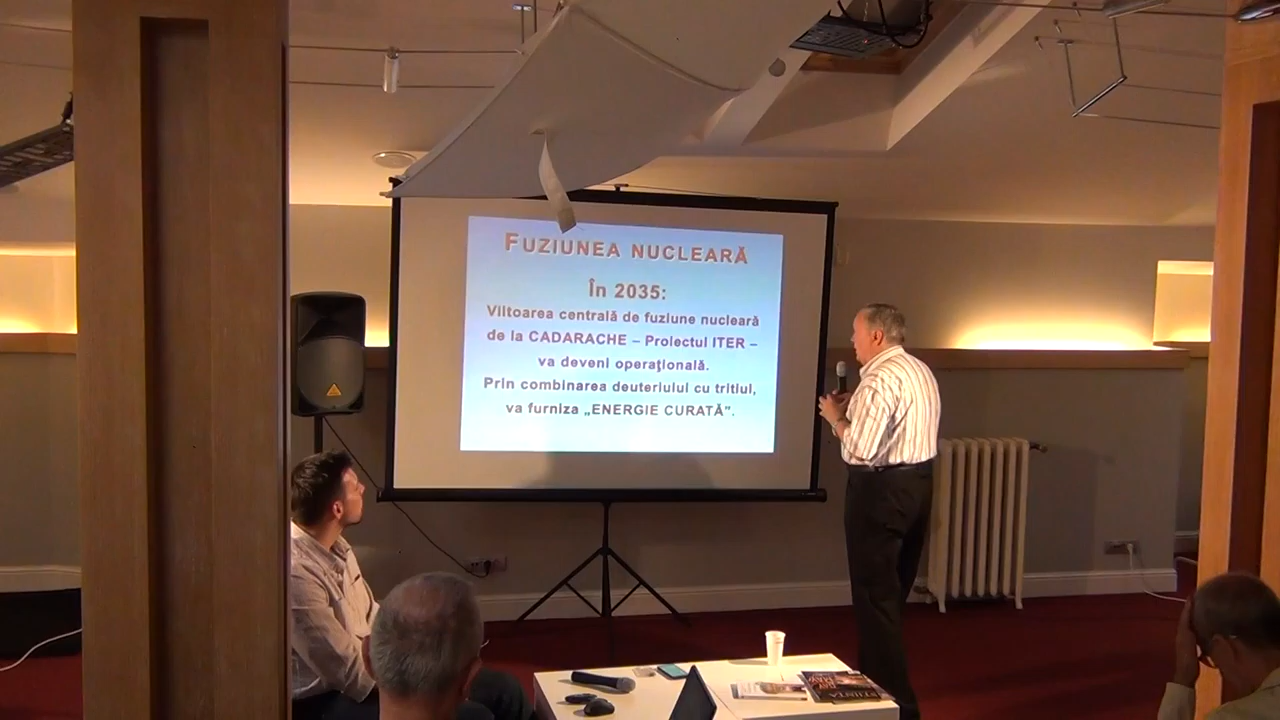 FUZIUNEA NUCLEARĂ
În 2035:
Viitoarea centrală de fuziune nucleară
de la CADARACHE – Proiectul ITER –
va deveni operaţională.
Prin combinarea deuteriului cu tritiul,
va furniza „ENERGIE CURATĂ”.
ŞTIINŢA